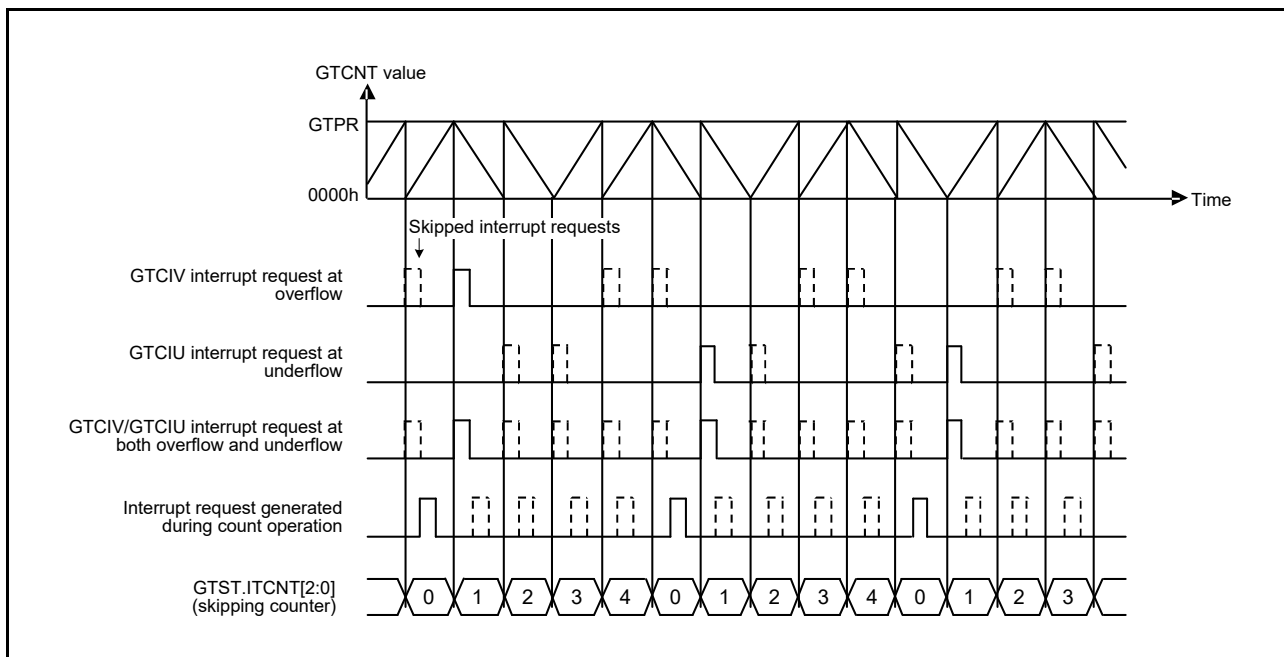 GTCNT value
GTPR
0000h
Time
Skipped interrupt requests
GTCIV interrupt request at
overflow
GTCIU interrupt request at
underflow
GTCIV/GTCIU interrupt request at
both overflow and underflow
Interrupt request generated
during count operation
GTST.ITCNT[2:0]
(skipping counter)
0 1 2 3 4 0 1 2 3 4 0 1 2 3